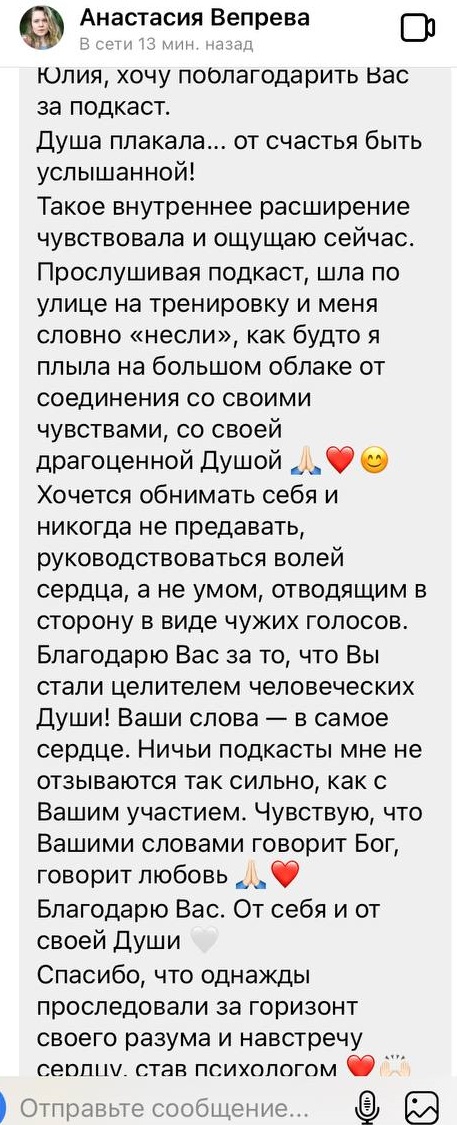 Анастасия Вепрева
В сети 13 мин. назад
Юлия, хочу поблагодарить Вас
за подкаст.
Душа плакала... от счастья быть
услышанной!
Такое внутреннее расширение
чувствовала и ощущаю сейчас.
Прослушивая подкаст, шла по
улице на тренировку и меня
словно «несли», как будто я
плыла на большом облаке от
соединения со своими
чувствами, со своей
драгоценной Душой 🙏🏻❤️😊
Хочется обнимать себя и
никогда не предавать,
руководствоваться волей
сердца, а не умом, отводящим в
сторону в виде чужих голосов.
Благодарю Вас за то, что Вы
стали целителем человеческих
Души! Ваши слова — в самое
сердце. Ничьи подкасты мне не
отзываются так сильно, как с
Вашим участием. Чувствую, что
Вашими словами говорит Бог,
говорит любовь 🙏🏻❤️
Благодарю Вас. От себя и от
своей Души 🤍
Спасибо, что однажды
проследовали за горизонт
своего разума и навстречу
сердцу, став психологом ❤️🙌🏻
Отправьте сообщение...